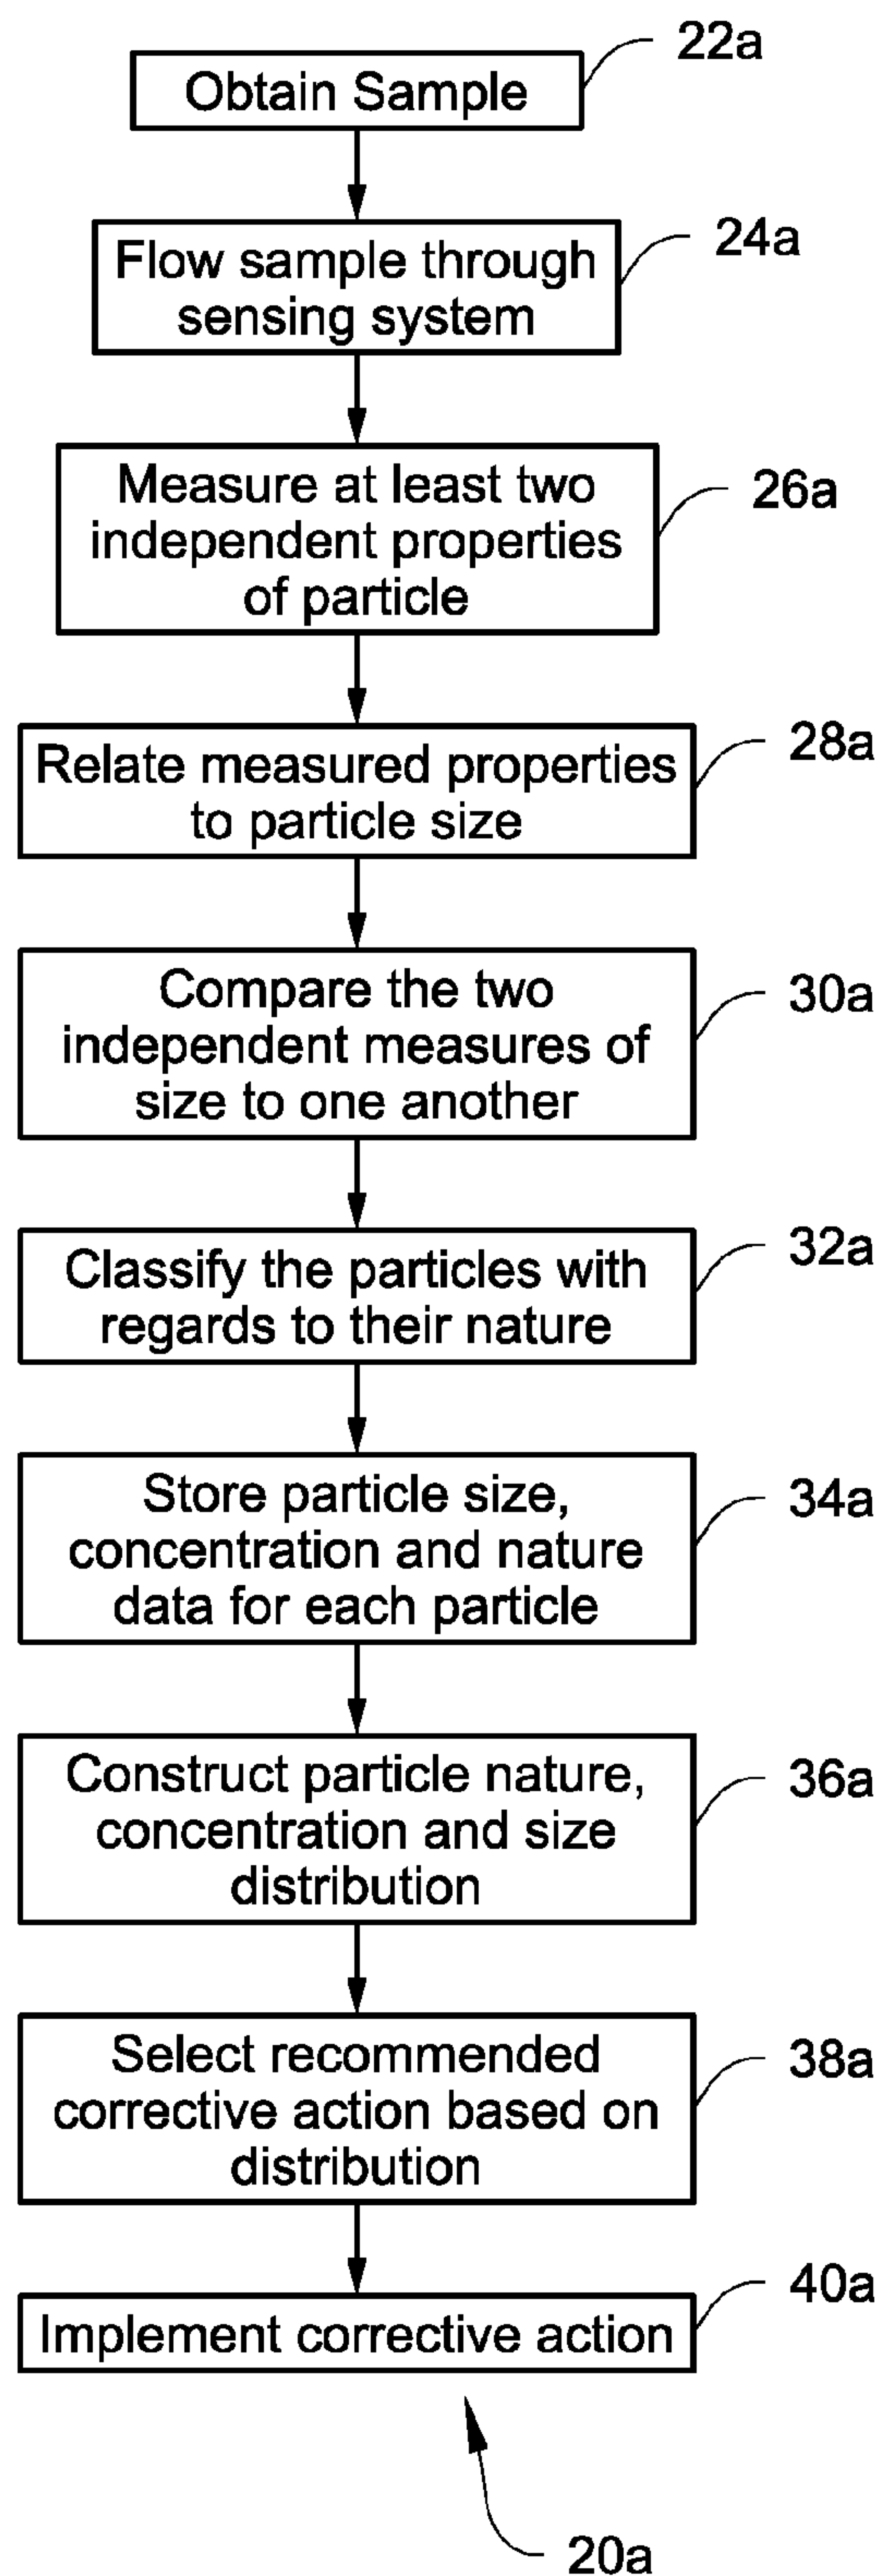 22a
Obtain Sample
24a
Flow sample through
sensing system
26a
Measure at least two
independent properties
of particle
28a
Relate measured properties
to particle size
30a
Compare the two
independent measures of
size to one another
32a
Classify the particles with
regards to their nature
34a
Store particle size,
concentration and nature
data for each particle
36a
Construct particle nature,
concentration and size
distribution
38a
Select recommended
corrective action based on
distribution
40a
Implement corrective action
20a